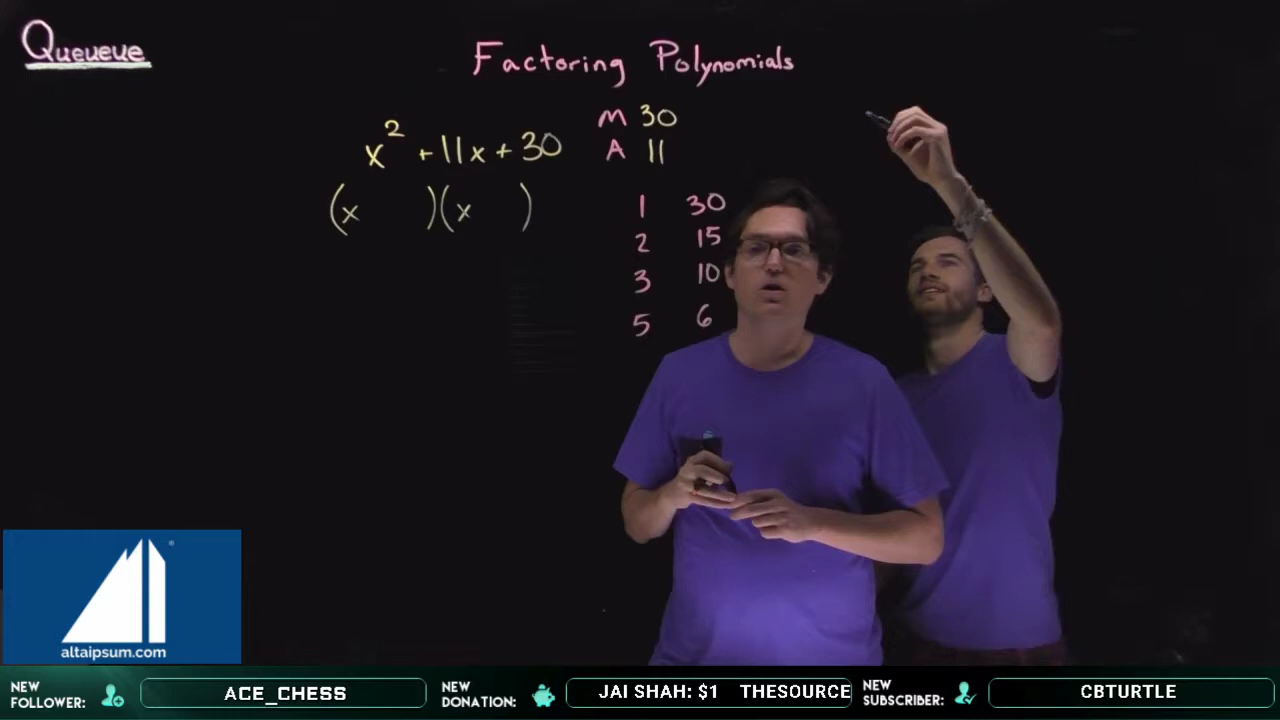 Queueue
Factoring Polynomials
x² + 11x + 30
M 30
A 11
(x )(x )
1 30
2 15
3 10
5 6
altaipsum.com
NEW FOLLOWER:
ACE_CHESS
NEW DONATION:
JAI SHAH: $1 THESOURCE
NEW SUBSCRIBER:
CBTURTLE